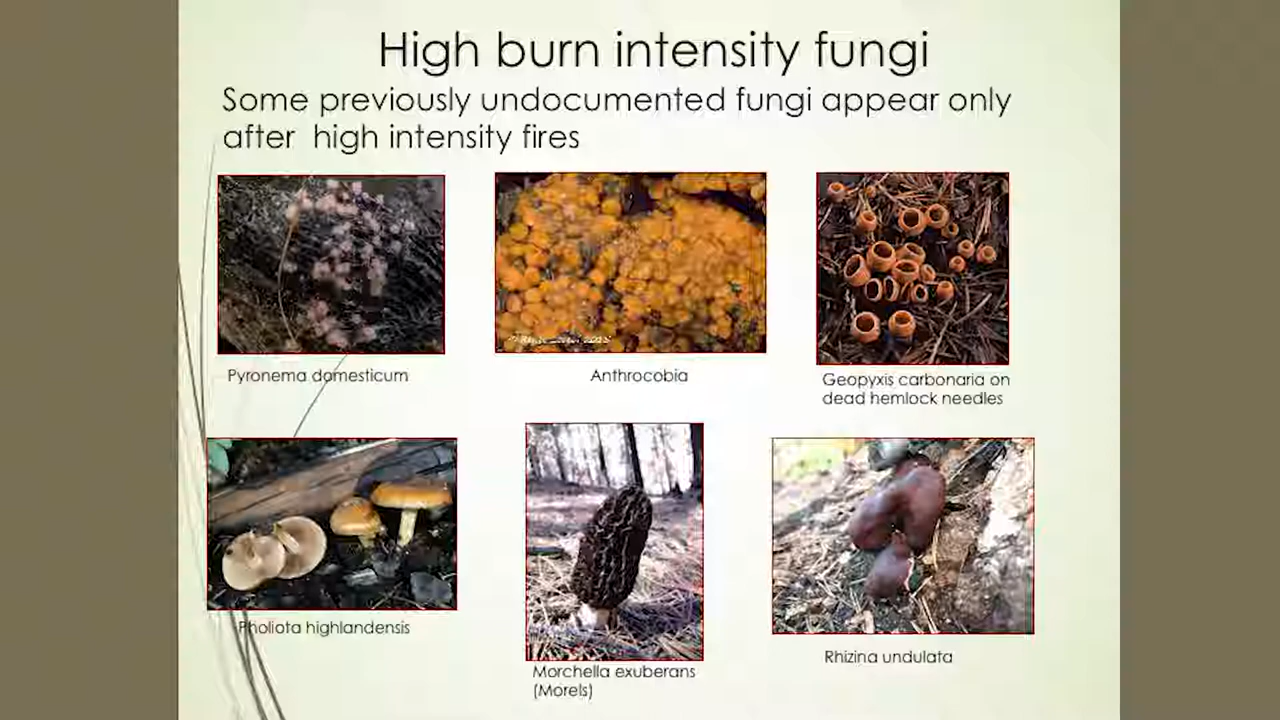 High burn intensity fungi
Some previously undocumented fungi appear only
after high intensity fires
Pyronema domesticum
Anthrocobia
Geopyxis carbonaria on
dead hemlock needles
Pholiota highlandensis
Morchella exuberans
(Morels)
Rhizina undulata